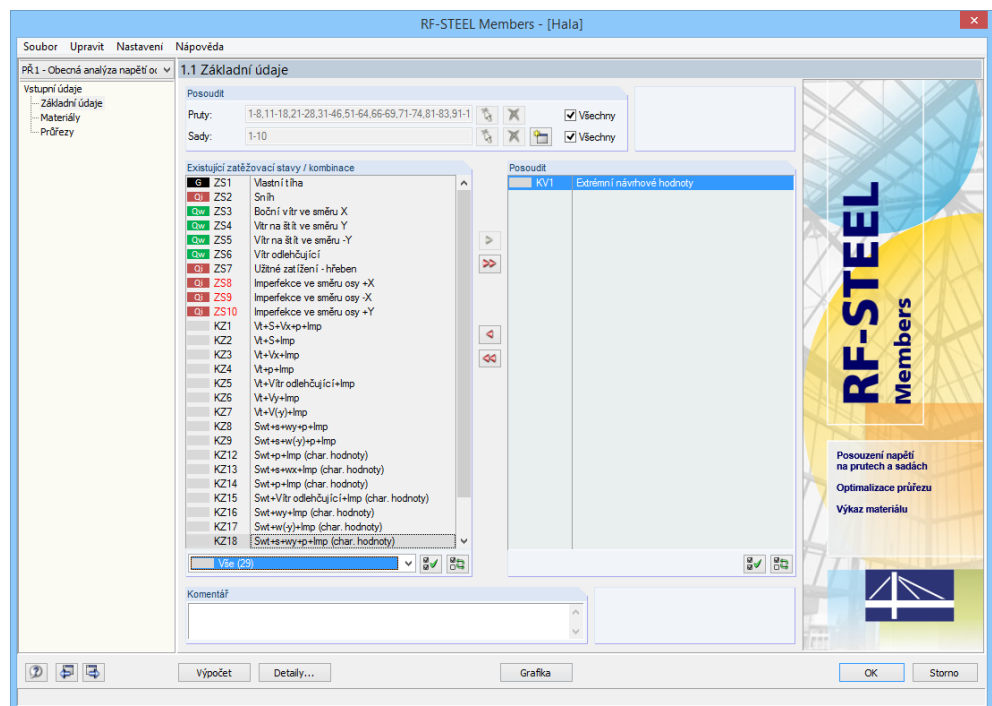 RF-STEEL Members - [Hala]
Soubor Upravit Nastavení Nápověda
PŘ1 - Obecná analýza napětí oc
1.1 Základní údaje
Vstupní údaje
Základní údaje
Materiály
Průřezy
Posoudit
Pruty: 1-8,11-18,21-28,31-46,51-64,66-69,71-74,81-83,91-1 Všechny
Sady: 1-10 Všechny
Existující zatěžovací stavy / kombinace
G ZS1 Vlastní tíha
Qi ZS2 Sníh
Qw ZS3 Boční vítr ve směru X
Qw ZS4 Vítr na štít ve směru Y
Qw ZS5 Vítr na štít ve směru -Y
Qw ZS6 Vítr odlehčující
Qi ZS7 Užitné zatížení - hřeben
Qi ZS8 Imperfekce ve směru osy +X
Qi ZS9 Imperfekce ve směru osy -X
Qi ZS10 Imperfekce ve směru osy +Y
KZ1 Vt+S+Vx+p+Imp
KZ2 Vt+S+Imp
KZ3 Vt+Vx+Imp
KZ4 Vt+p+Imp
KZ5 Vt+Vítr odlehčující+Imp
KZ6 Vt+Vy+Imp
KZ7 Vt+V(-y)+Imp
KZ8 Swt+s+wy+p+Imp
KZ9 Swt+s+w(-y)+p+Imp
KZ12 Swt+p+Imp (char. hodnoty)
KZ13 Swt+s+wx+Imp (char. hodnoty)
KZ14 Swt+p+Imp (char. hodnoty)
KZ15 Swt+Vítr odlehčující+Imp (char. hodnoty)
KZ16 Swt+wy+Imp (char. hodnoty)
KZ17 Swt+w(-y)+Imp (char. hodnoty)
KZ18 Swt+s+wy+p+Imp (char. hodnoty)
Vše (29)
Posoudit
KV1 Extrémní návrhové hodnoty
Komentář
RF-STEEL
Members
Posouzení napětí
na prutech a sadách
Optimalizace průřezu
Výkaz materiálu
Výpočet Detaily... Grafika OK Storno